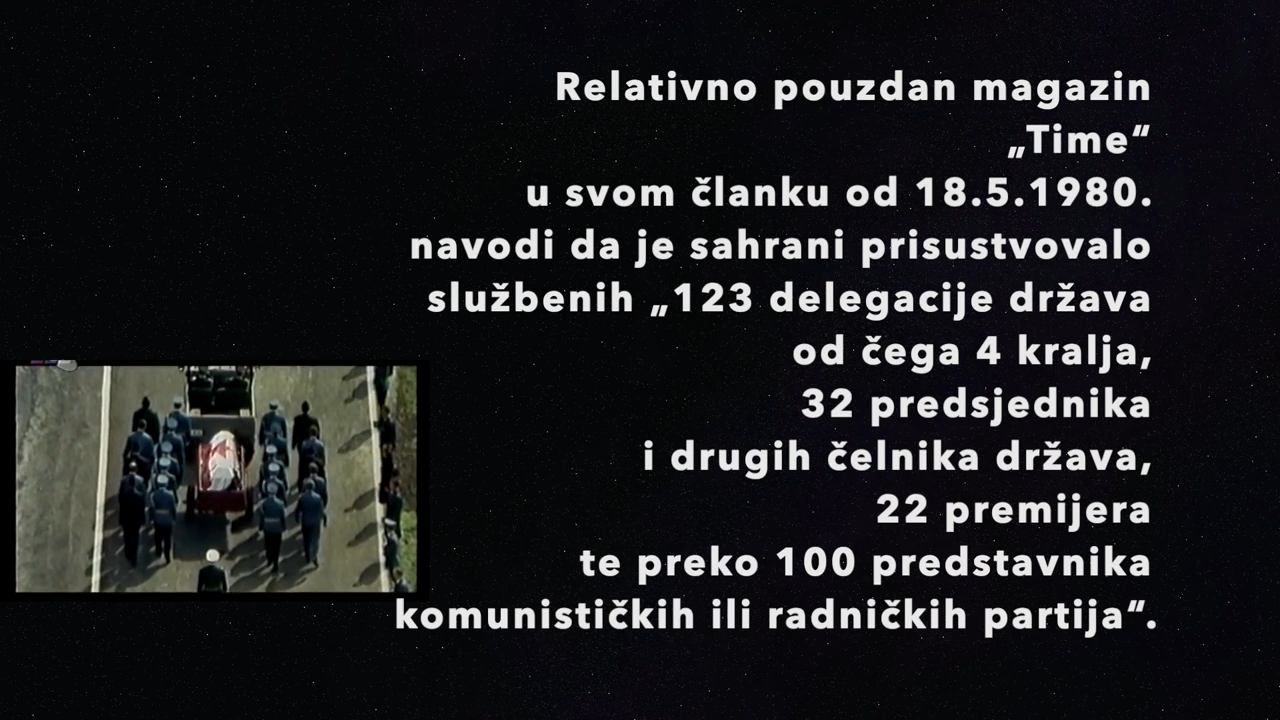 Relativno pouzdan magazin
„Time“
u svom članku od 18.5.1980.
navodi da je sahrani prisustvovalo
službenih „123 delegacije država
od čega 4 kralja,
32 predsjednika
i drugih čelnika država,
22 premijera
te preko 100 predstavnika
komunističkih ili radničkih partija“.